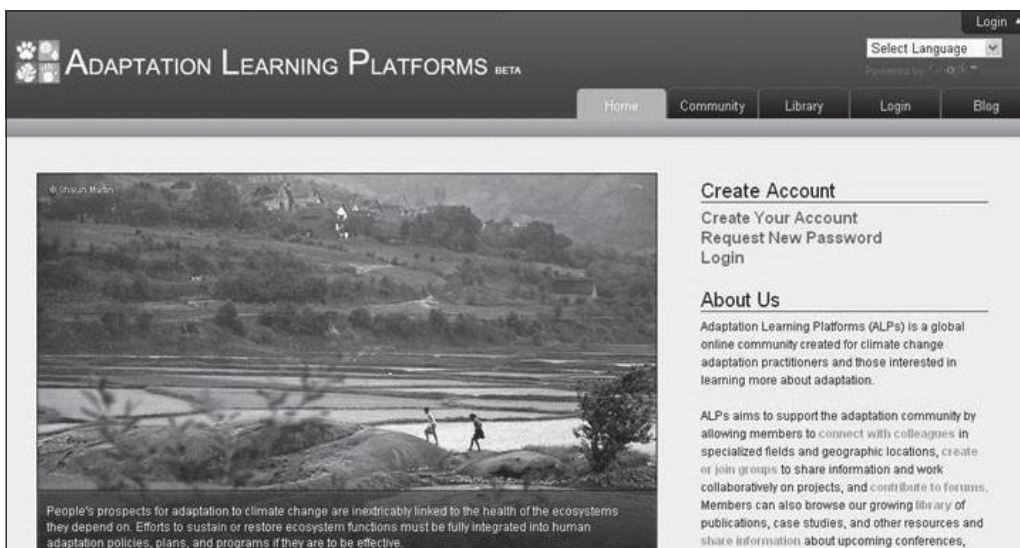 Login
Select Language
Powered by Google
ADAPTATION LEARNING PLATFORMS BETA
Home Community Library Login Blog
© Shaun Martin
People's prospects for adaptation to climate change are inextricably linked to the health of the ecosystems
they depend on. Efforts to sustain or restore ecosystem functions must be fully integrated into human
adaptation policies, plans, and programs if they are to be effective.
Create Account
Create Your Account
Request New Password
Login
About Us
Adaptation Learning Platforms (ALPs) is a global
online community created for climate change
adaptation practitioners and those interested in
learning more about adaptation.
ALPs aims to support the adaptation community by
allowing members to connect with colleagues in
specialized fields and geographic locations, create
or join groups to share information and work
collaboratively on projects, and contribute to forums.
Members can also browse our growing library of
publications, case studies, and other resources and
share information about upcoming conferences,